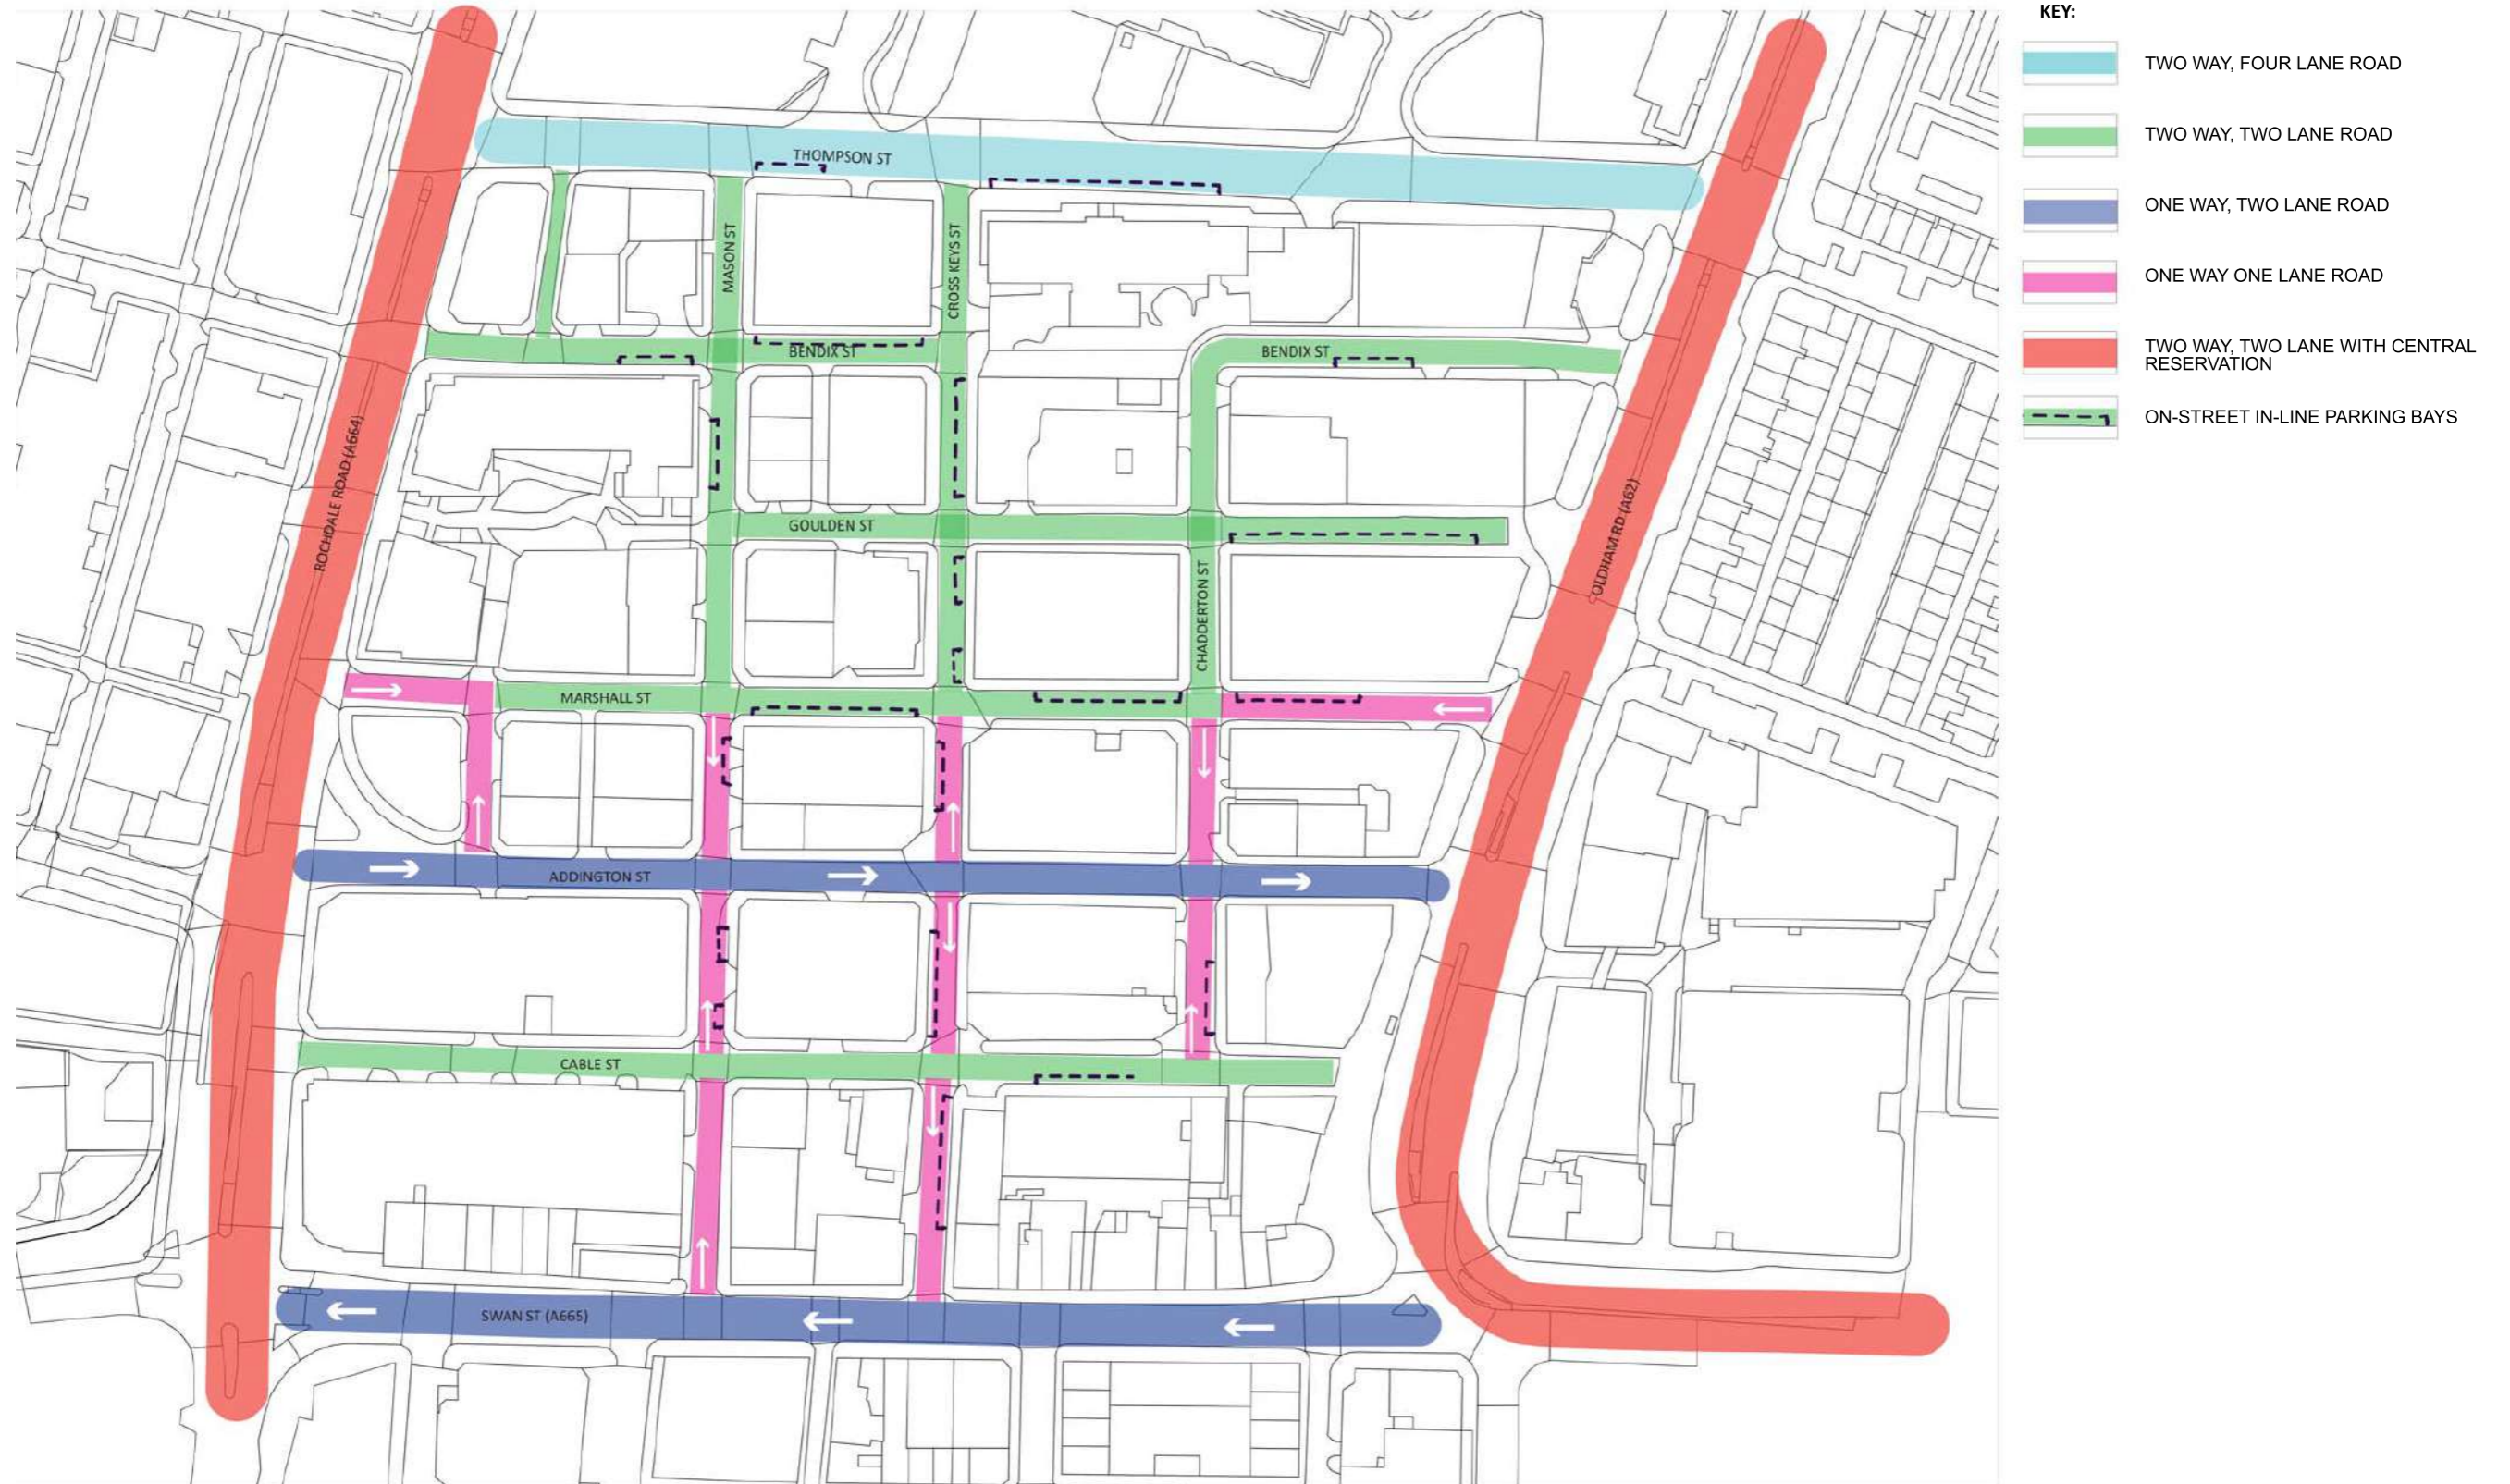 KEY:
TWO WAY, FOUR LANE ROAD
TWO WAY, TWO LANE ROAD
ONE WAY, TWO LANE ROAD
ONE WAY ONE LANE ROAD
TWO WAY, TWO LANE WITH CENTRAL
RESERVATION
ON-STREET IN-LINE PARKING BAYS
THOMPSON ST
MASON ST
CROSS KEYS ST
BENDIX ST
BENDIX ST
ROCHDALE ROAD (A664)
GOULDEN ST
OLDHAM RD (A62)
CHADDERTON ST
MARSHALL ST
ADDINGTON ST
CABLE ST
SWAN ST (A665)